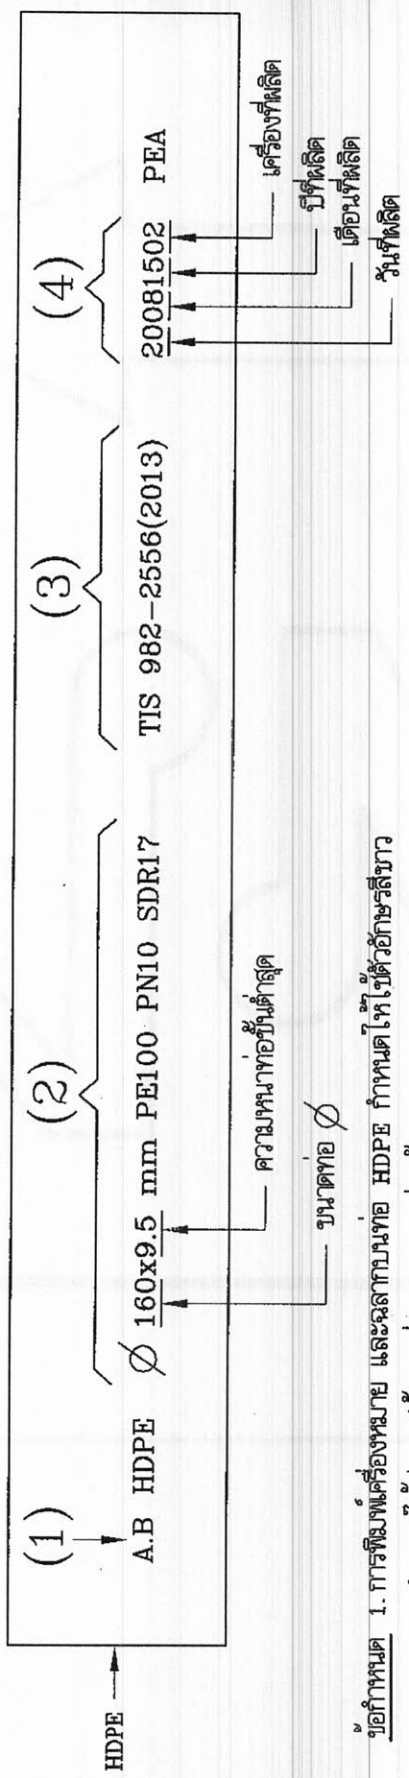 (1) (2) (3) (4)
HDPE
A.B HDPE Ø 160x9.5 mm PE100 PN10 SDR17 TIS 982-2556(2013) 20081502 PEA
ความหนาท่อขั้นต่ำสุด
ขนาดท่อ Ø
เครื่องที่ผลิต
ปีที่ผลิต
เดือนที่ผลิต
วันที่ผลิต
ข้อกำหนด 1. การพิมพ์เครื่องหมาย และฉลากบนท่อ HDPE กำหนดให้ใช้ตัวอักษรสีขาว